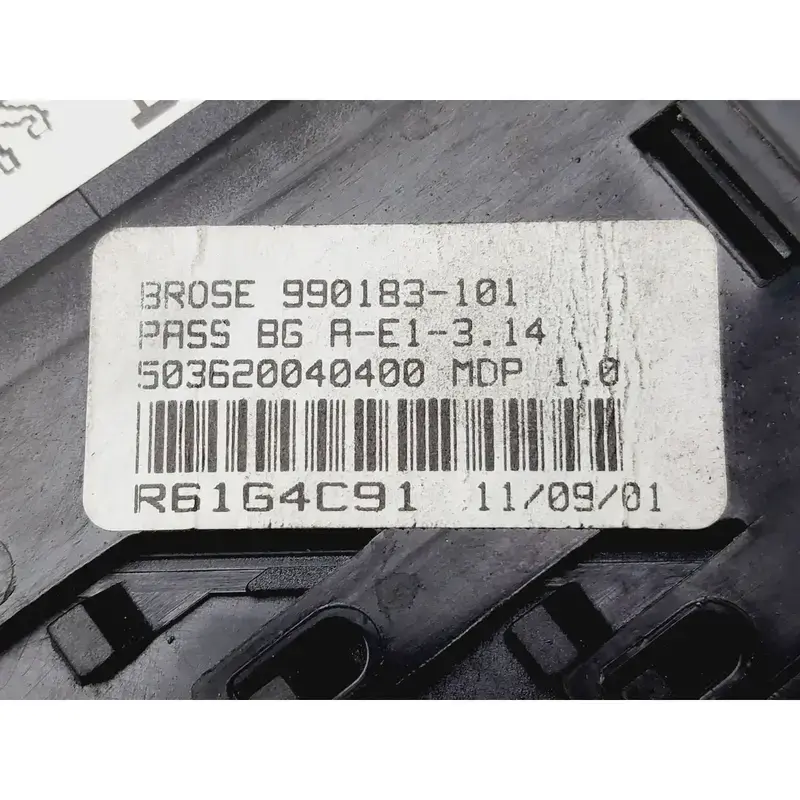 BROSE 990183-101
PASS BG A-E1-3.14
503620040400 MDP 1.0
R61G4C91 11/09/01